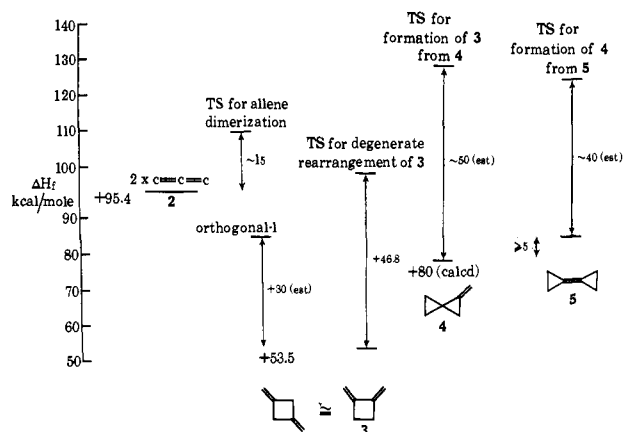 TS for
formation of 3
from 4
TS for
formation of 4
from 5
140
130
120
110
100
90
80
70
60
50
ΔHf
kcal/mole
+95.4
2 x C═C═C
2
TS for allene
dimerization
~15
orthogonal-1
+30 (est)
+53.5
TS for degenerate
rearrangement of 3
+46.8
≅
3
~50 (est)
+80 (calcd)
4
~40 (est)
≥5
5